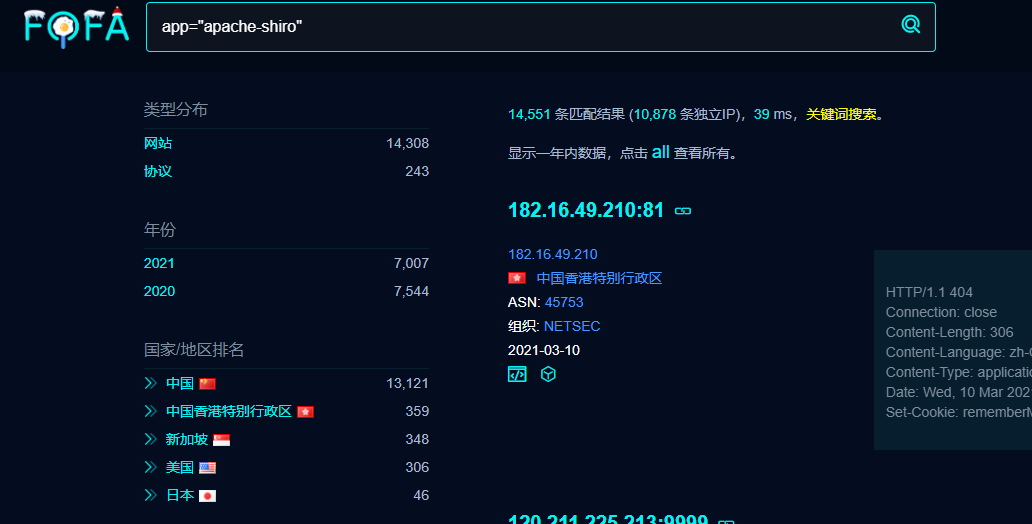 FOFA
app="apache-shiro"
类型分布
网站 14,308
协议 243
年份
2021 7,007
2020 7,544
国家/地区排名
中国 13,121
中国香港特别行政区 359
新加坡 348
美国 306
日本 46
14,551 条匹配结果 (10,878 条独立IP)，39 ms，关键词搜索。
显示一年内数据，点击 all 查看所有。
182.16.49.210:81
182.16.49.210
中国香港特别行政区
ASN: 45753
组织: NETSEC
2021-03-10
HTTP/1.1 404
Connection: close
Content-Length: 306
Content-Language: zh-
Content-Type: applicatio
Date: Wed, 10 Mar 202
Set-Cookie: remember
120.211.225.213:9999